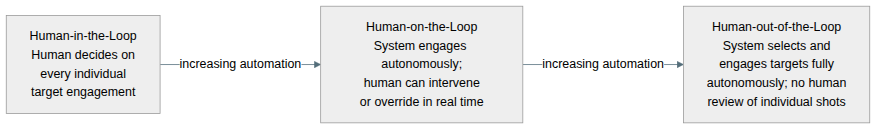 Human-in-the-Loop
Human decides on
every individual
target engagement
increasing automation
Human-on-the-Loop
System engages
autonomously;
human can intervene
or override in real time
increasing automation
Human-out-of-the-Loop
System selects and
engages targets fully
autonomously; no human
review of individual shots